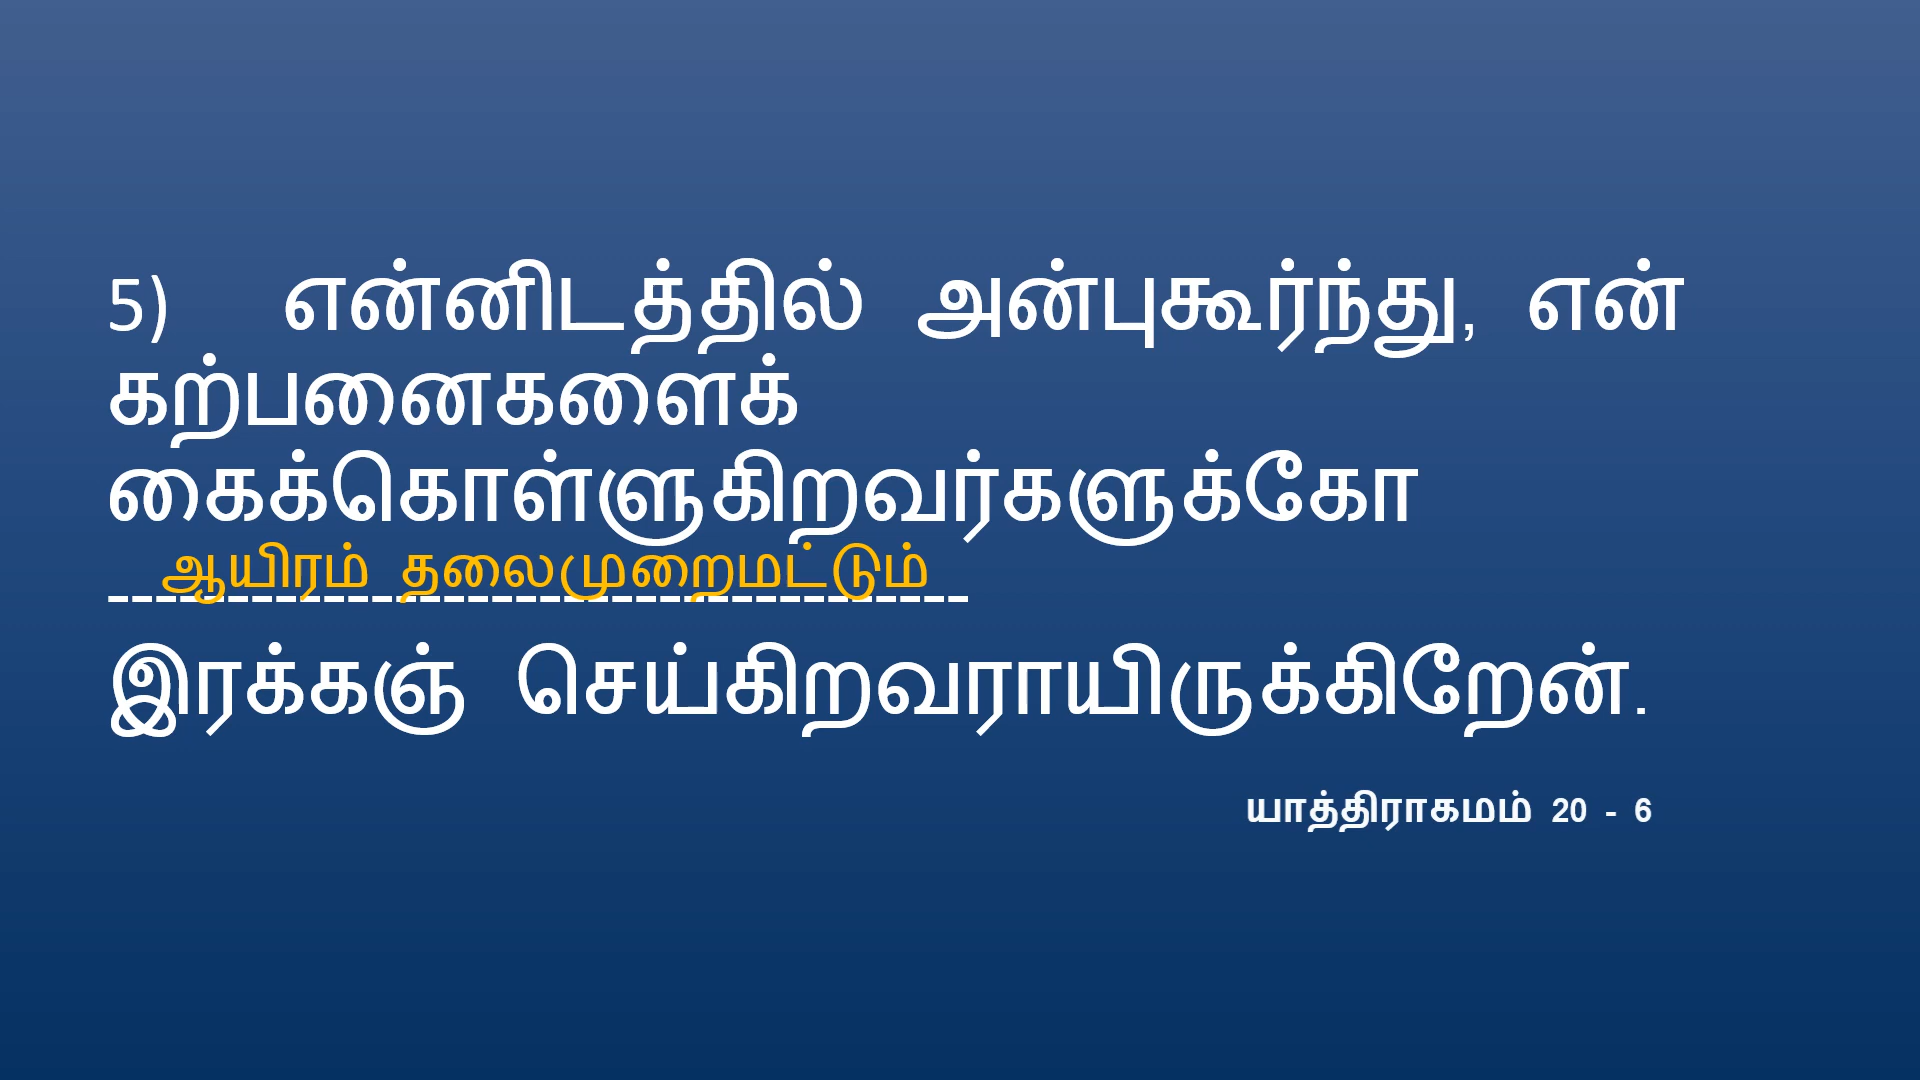 5) என்னிடத்தில் அன்புகூர்ந்து, என்
கற்பனைகளைக்
கைக்கொள்ளுகிறவர்களுக்கோ
ஆயிரம் தலைமுறைமட்டும்
------------------------------------
இரக்கஞ் செய்கிறவராயிருக்கிறேன்.
யாத்திராகமம் 20 - 6